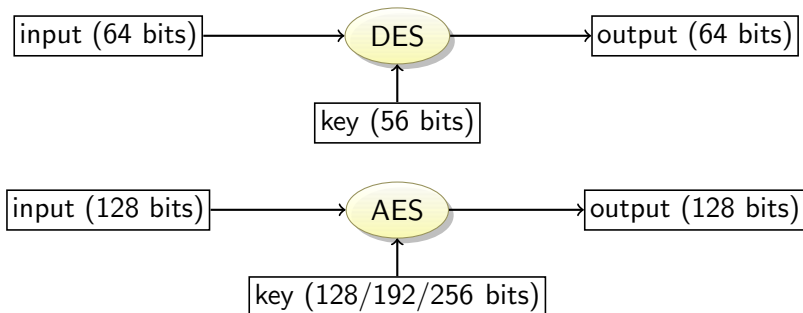 input (64 bits)
DES
output (64 bits)
key (56 bits)
input (128 bits)
AES
output (128 bits)
key (128/192/256 bits)